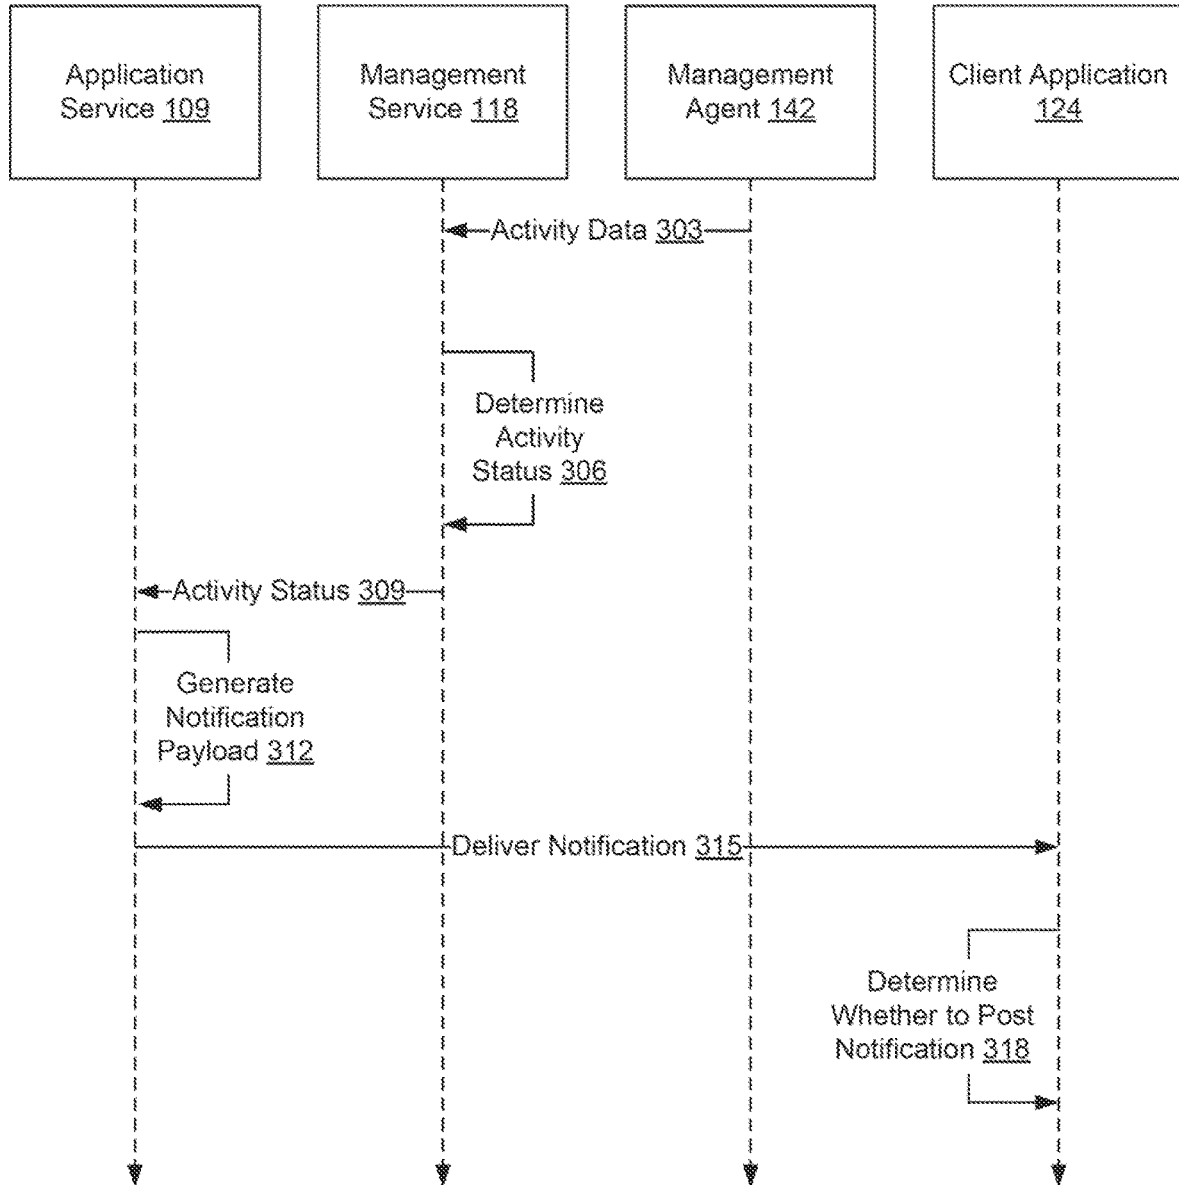 Application
Service 109
Management
Service 118
Management
Agent 142
Client Application
124
Activity Data 303
Determine
Activity
Status 306
Activity Status 309
Generate
Notification
Payload 312
Deliver Notification 315
Determine
Whether to Post
Notification 318